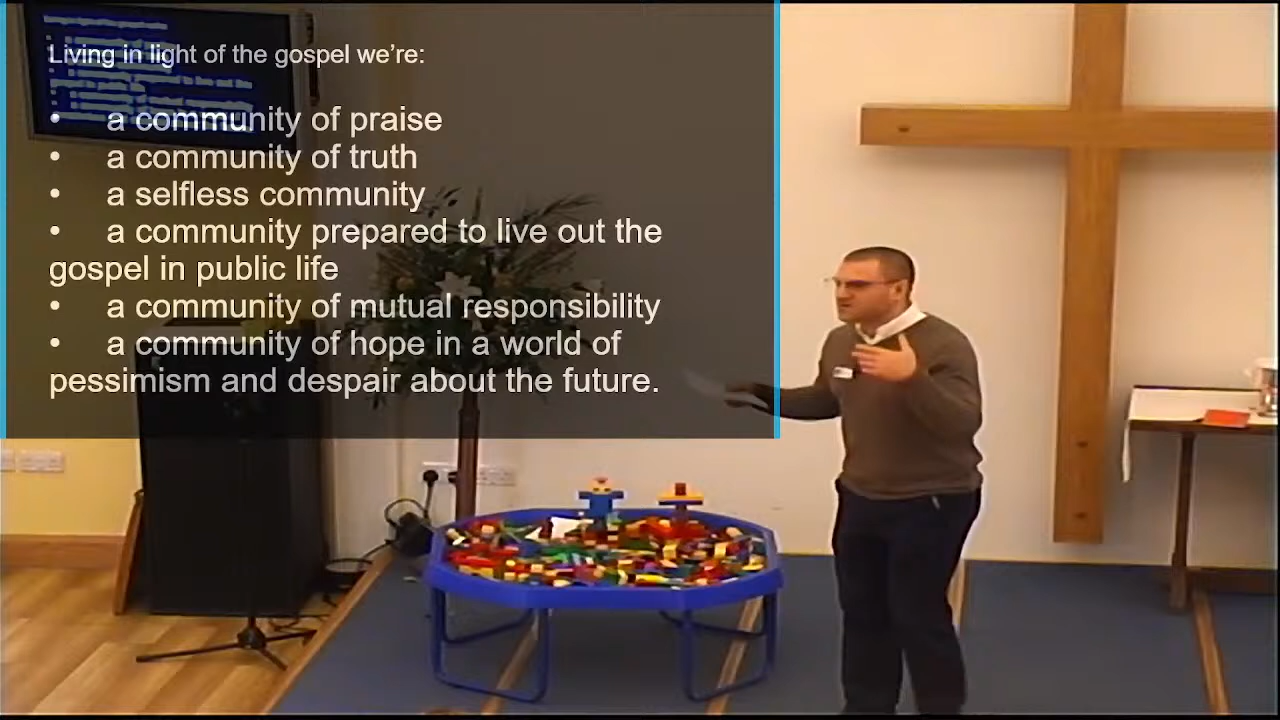 Living in light of the gospel we're:
• a community of praise
• a community of truth
• a selfless community
• a community prepared to live out the
gospel in public life
• a community of mutual responsibility
• a community of hope in a world of
pessimism and despair about the future.